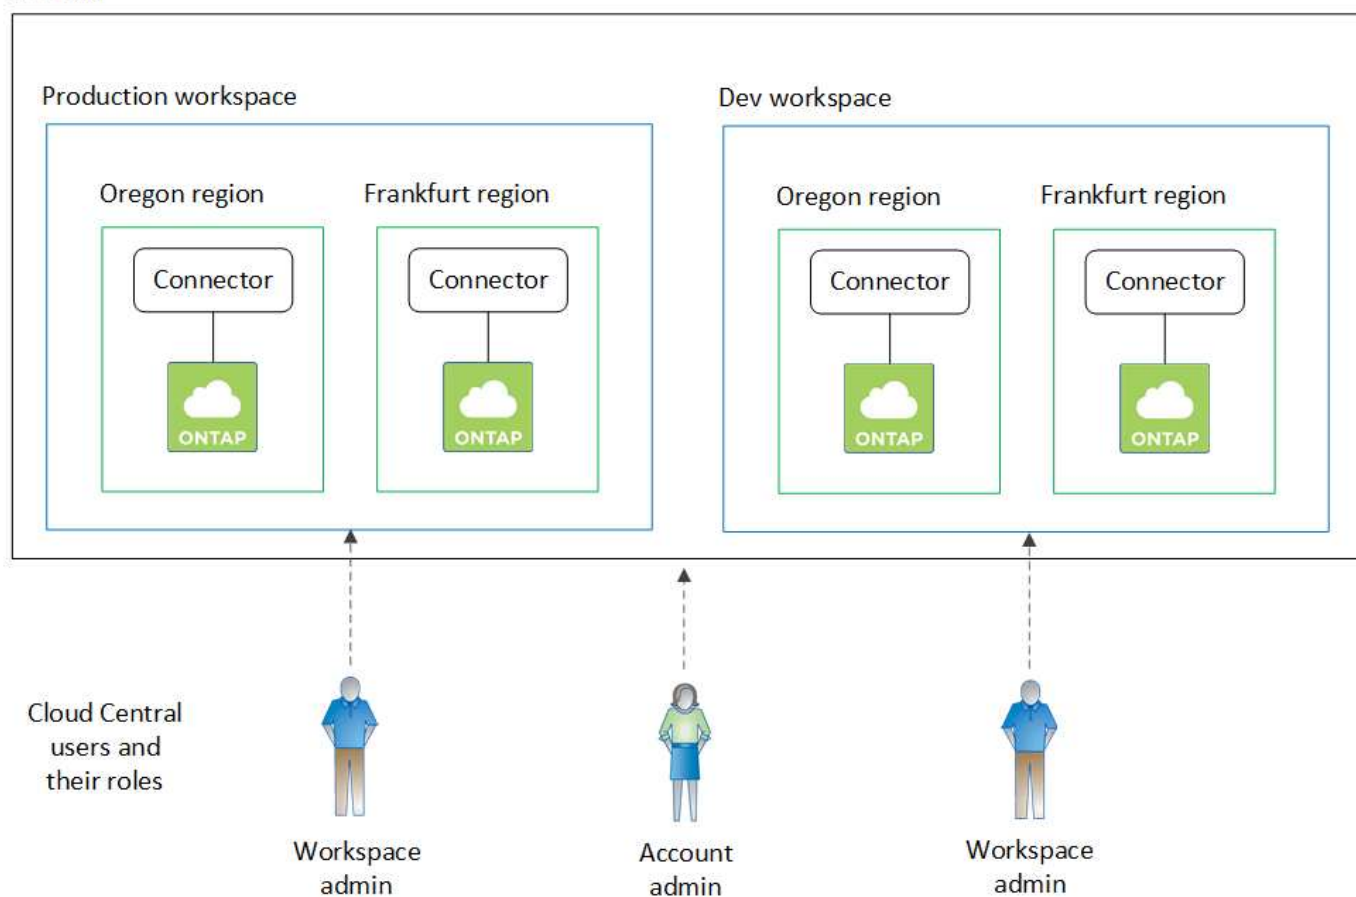 Production workspace
Dev workspace
Oregon region
Frankfurt region
Oregon region
Frankfurt region
Connector
Connector
Connector
Connector
ONTAP
ONTAP
ONTAP
ONTAP
Cloud Central
users and
their roles
Workspace
admin
Account
admin
Workspace
admin